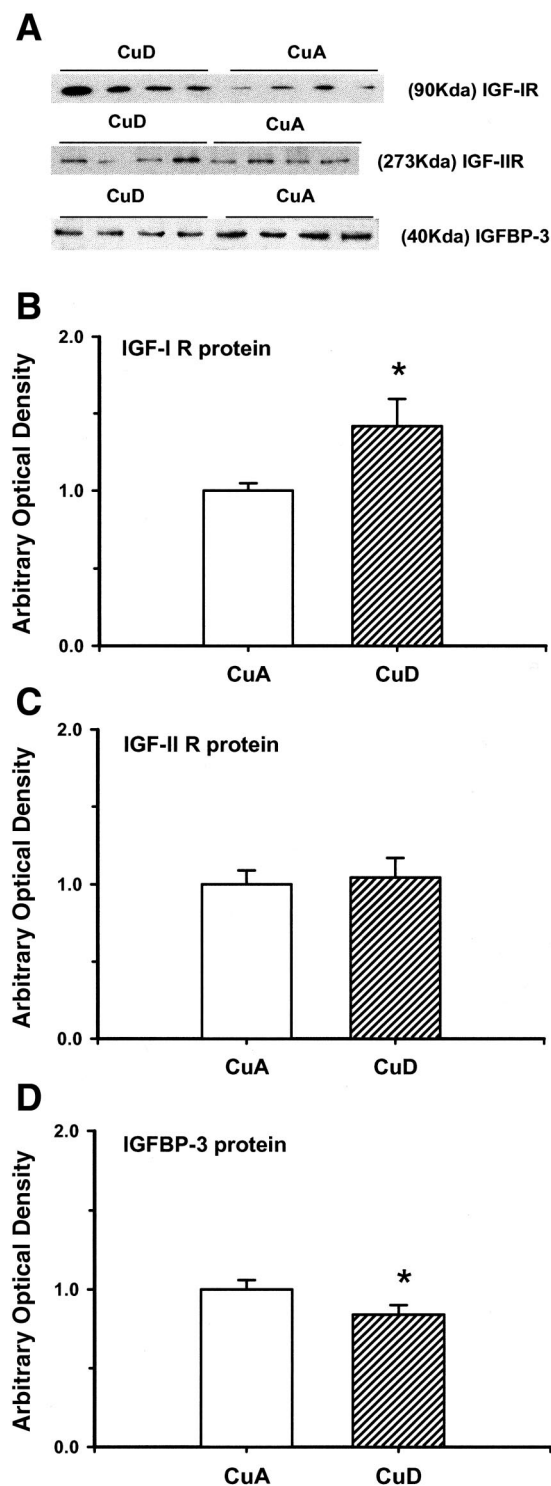 A
CuD CuA
(90Kda) IGF-IR
CuD CuA
(273Kda) IGF-IIR
CuD CuA
(40Kda) IGFBP-3
B
2.0
IGF-I R protein
*
Arbitrary Optical Density
1.0
0.0
CuA CuD
C
2.0
IGF-II R protein
Arbitrary Optical Density
1.0
0.0
CuA CuD
D
2.0
IGFBP-3 protein
Arbitrary Optical Density
*
1.0
0.0
CuA CuD